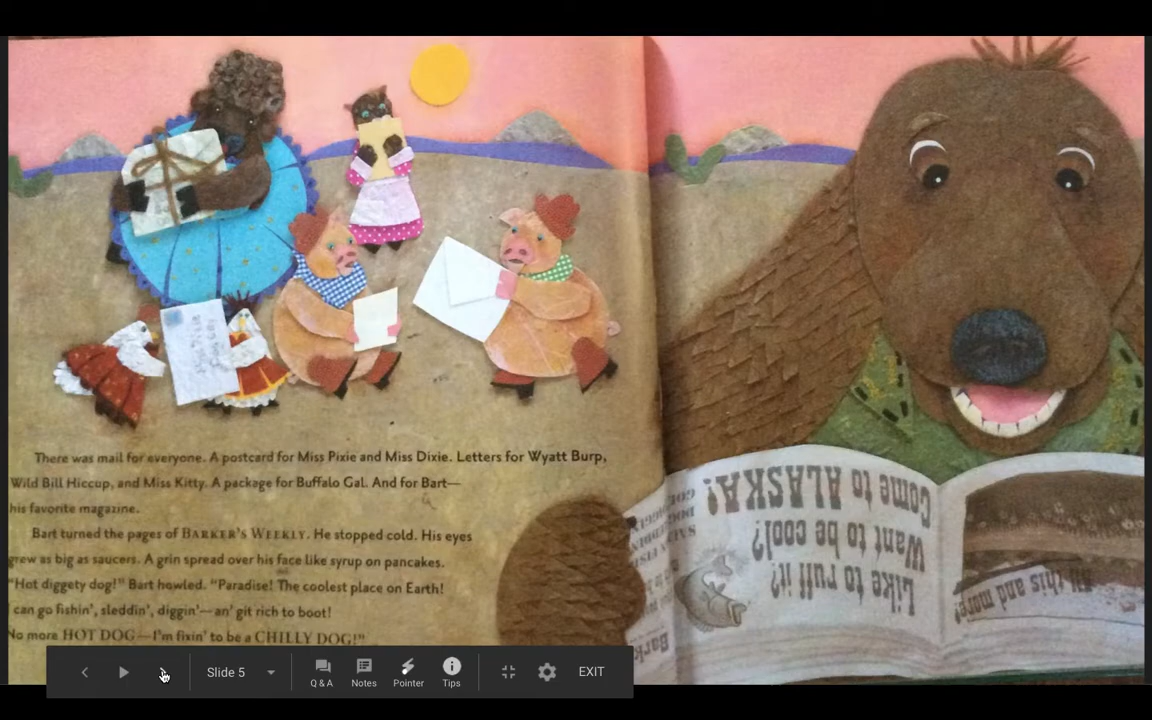 There was mail for everyone. A postcard for Miss Pixie and Miss Dixie. Letters for Wyatt Burp,
Wild Bill Hiccup, and Miss Kitty. A package for Buffalo Gal. And for Bart—
his favorite magazine.
Bart turned the pages of BARKER'S WEEKLY. He stopped cold. His eyes
grew as big as saucers. A grin spread over his face like syrup on pancakes.
"Hot diggety dog!" Bart howled. "Paradise! The coolest place on Earth!
can go fishin', sleddin', diggin'—an' git rich to boot!
No more HOT DOG—I'm fixin' to be a CHILLY DOG!"
Like to ruff it?
Want to be cool?
Come to ALASKA!
All this and more!
Bark
Slide 5
Q & A
Notes
Pointer
Tips
EXIT